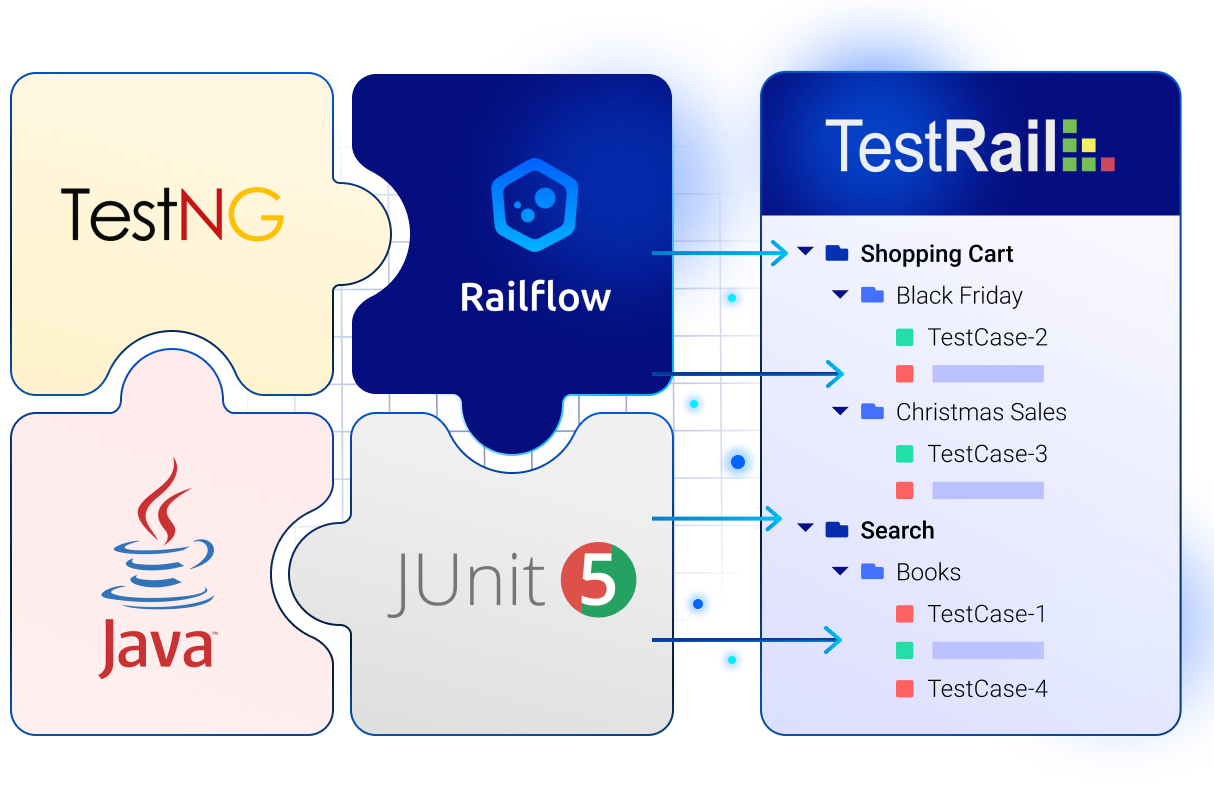 TestNG
Railflow
Java™
JUnit 5
TestRail
Shopping Cart
Black Friday
TestCase-2
Christmas Sales
TestCase-3
Search
Books
TestCase-1
TestCase-4